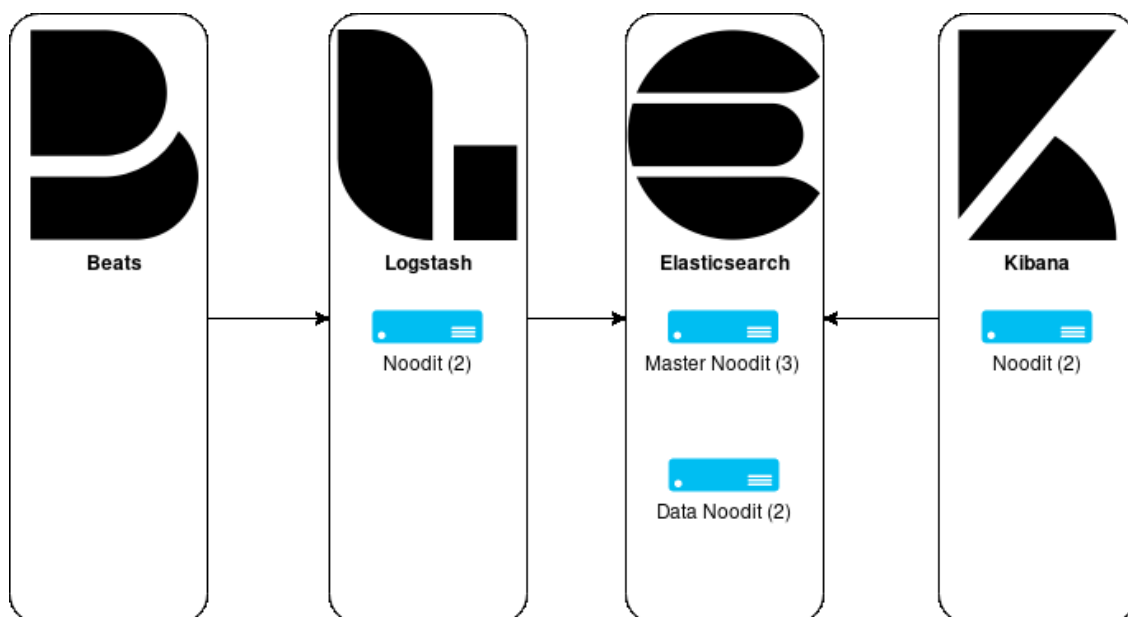 Beats
Logstash
Noodit (2)
Elasticsearch
Master Noodit (3)
Data Noodit (2)
Kibana
Noodit (2)